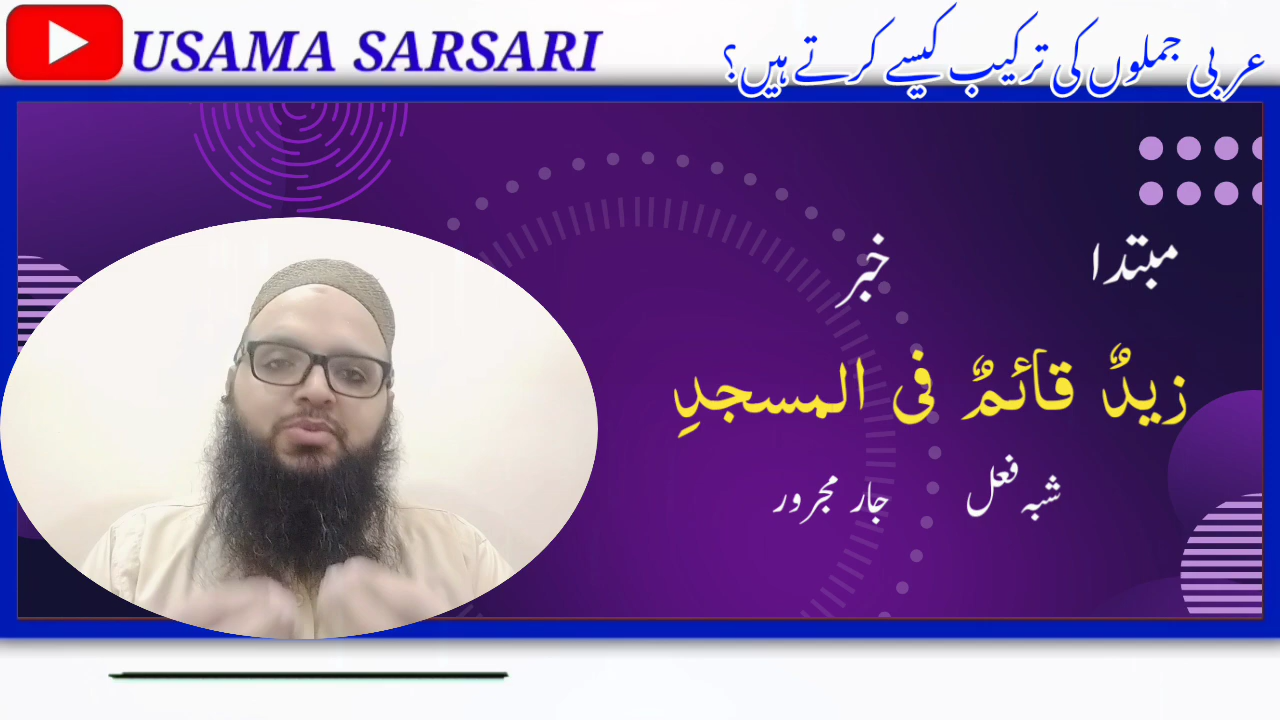 USAMA SARSARI
عربی جملوں کی ترکیب کیسے کرتے ہیں؟
مبتدا خبر
زیدٌ قائمٌ فی المسجدِ
شبہ فعل جار مجرور